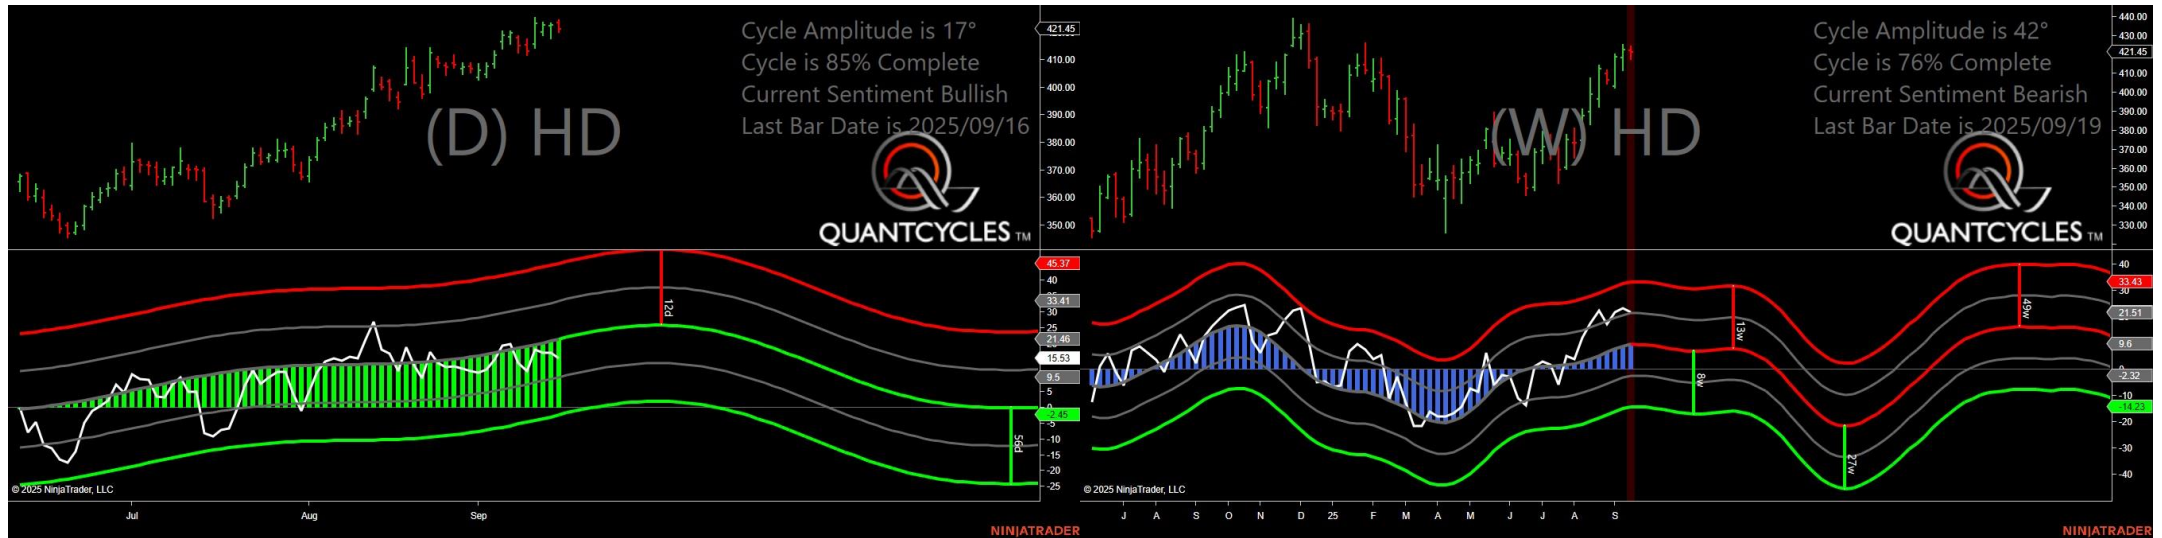 Cycle Amplitude is 17°
Cycle is 85% Complete
Current Sentiment Bullish
Last Bar Date is 2025/09/16
(D) HD
QUANTCYCLES TM
421.45
410.00
400.00
390.00
380.00
370.00
360.00
350.00
45.37
40
33.41
30
25
21.46
15.53
9.5
5
-2.45
-5
-10
-15
-20
-25
12d
56d
© 2025 NinjaTrader, LLC
Jul
Aug
Sep
NINJATRADER
Cycle Amplitude is 42°
Cycle is 76% Complete
Current Sentiment Bearish
Last Bar Date is 2025/09/19
(W) HD
QUANTCYCLES TM
440.00
430.00
421.45
410.00
400.00
390.00
380.00
370.00
360.00
350.00
340.00
330.00
40
33.43
30
21.51
9.6
-2.32
-10
-14.23
-20
-30
-40
13w
8w
27w
49w
© 2025 NinjaTrader, LLC
J
A
S
O
N
D
25
F
M
A
M
J
J
A
S
NINJATRADER